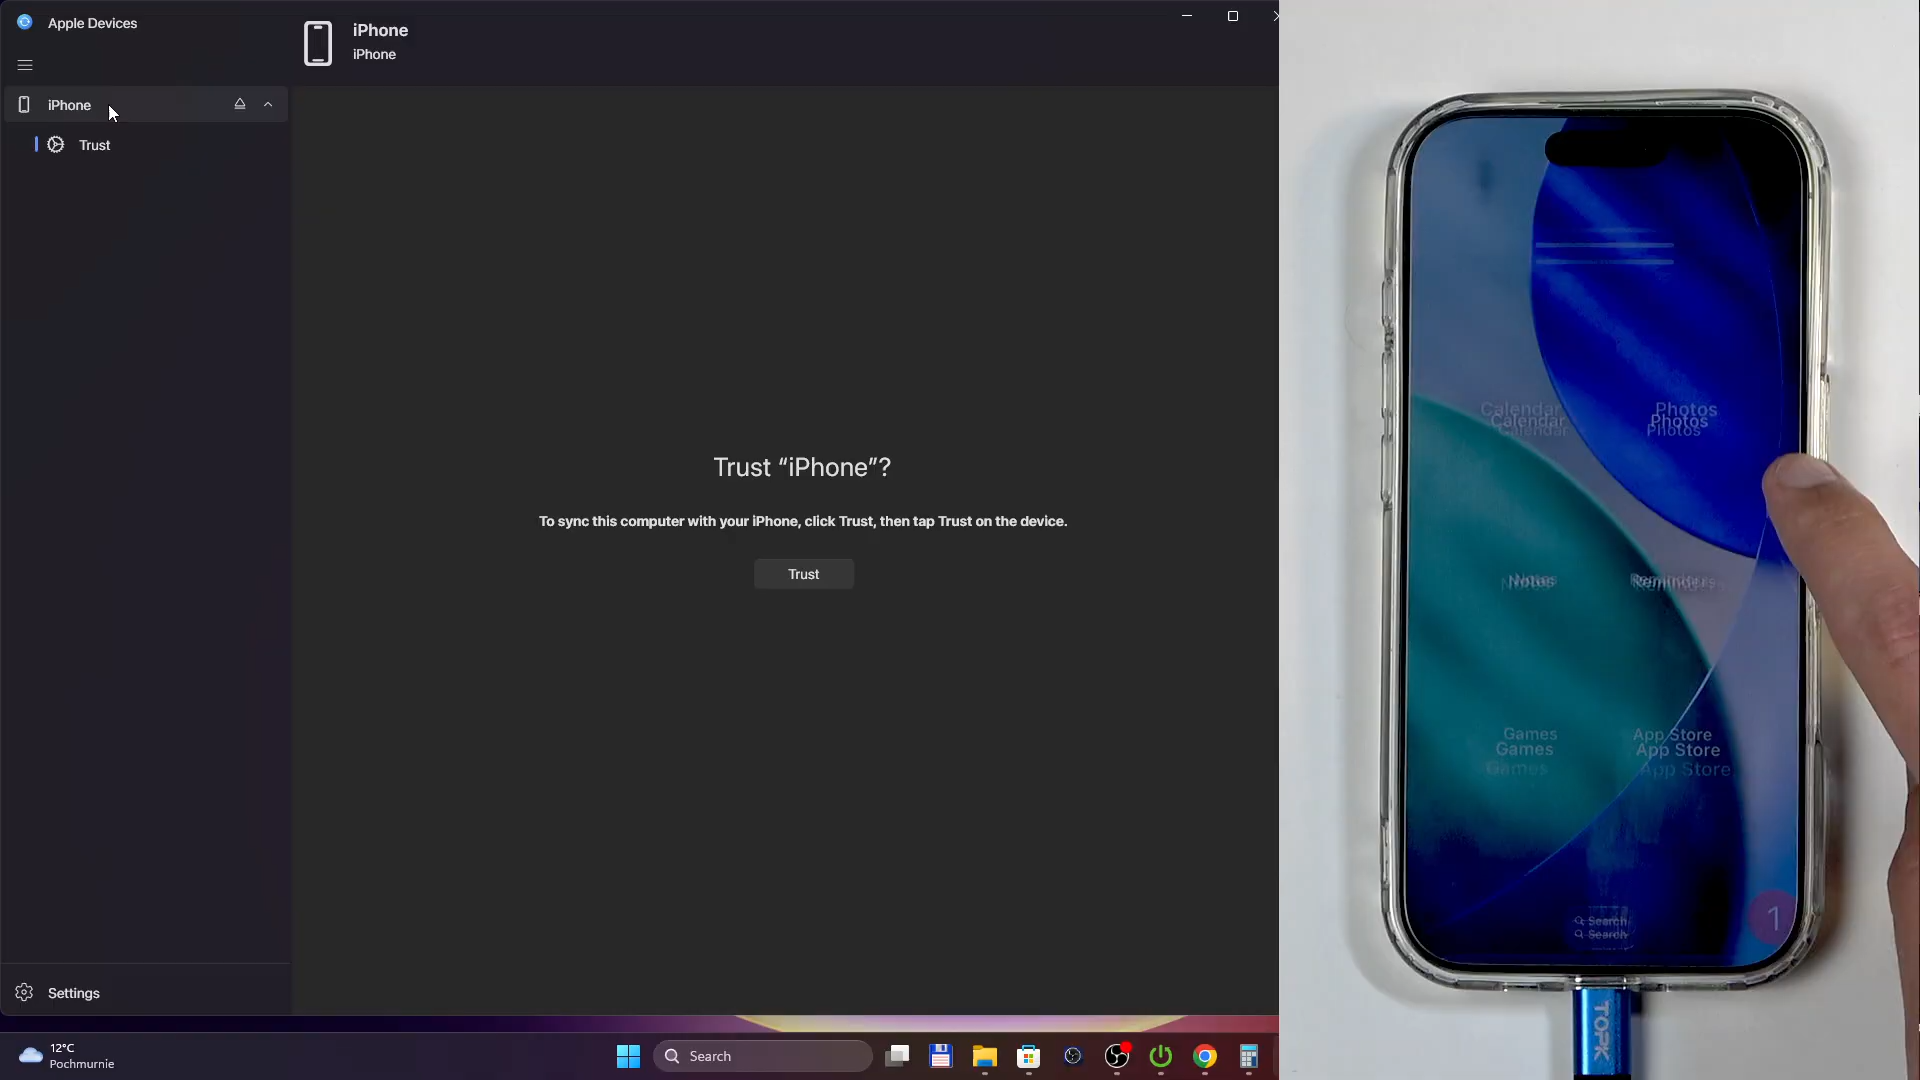 Apple Devices
iPhone
iPhone
iPhone
Trust
Trust “iPhone”?
To sync this computer with your iPhone, click Trust, then tap Trust on the device.
Trust
Settings
12°C
Pochmurnie
Search
Calendar
Photos
Notes
Reminders
Games
App Store
Search
1
TOPK